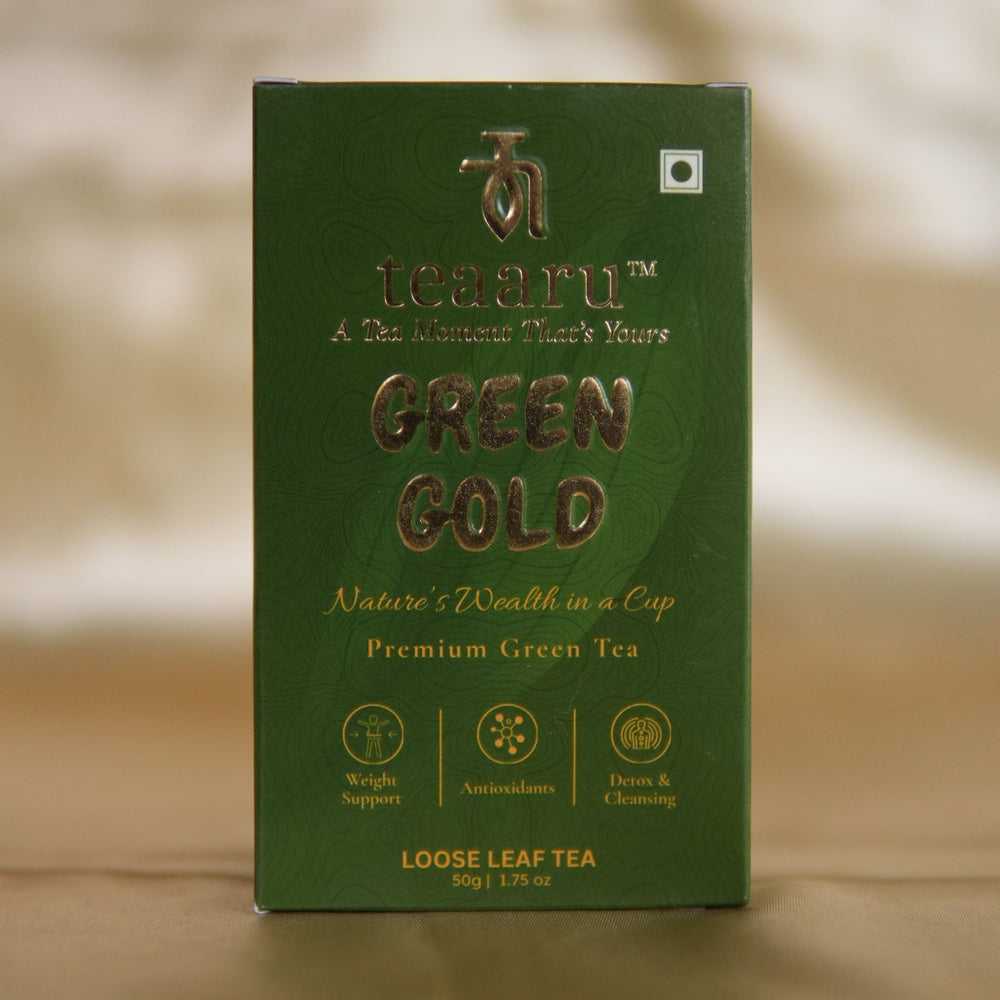 teaaru™
A Tea Moment That's Yours
GREEN
GOLD
Nature's Wealth in a Cup
Premium Green Tea
Weight
Support
Antioxidants
Detox &
Cleansing
LOOSE LEAF TEA
50g | 1.75 oz